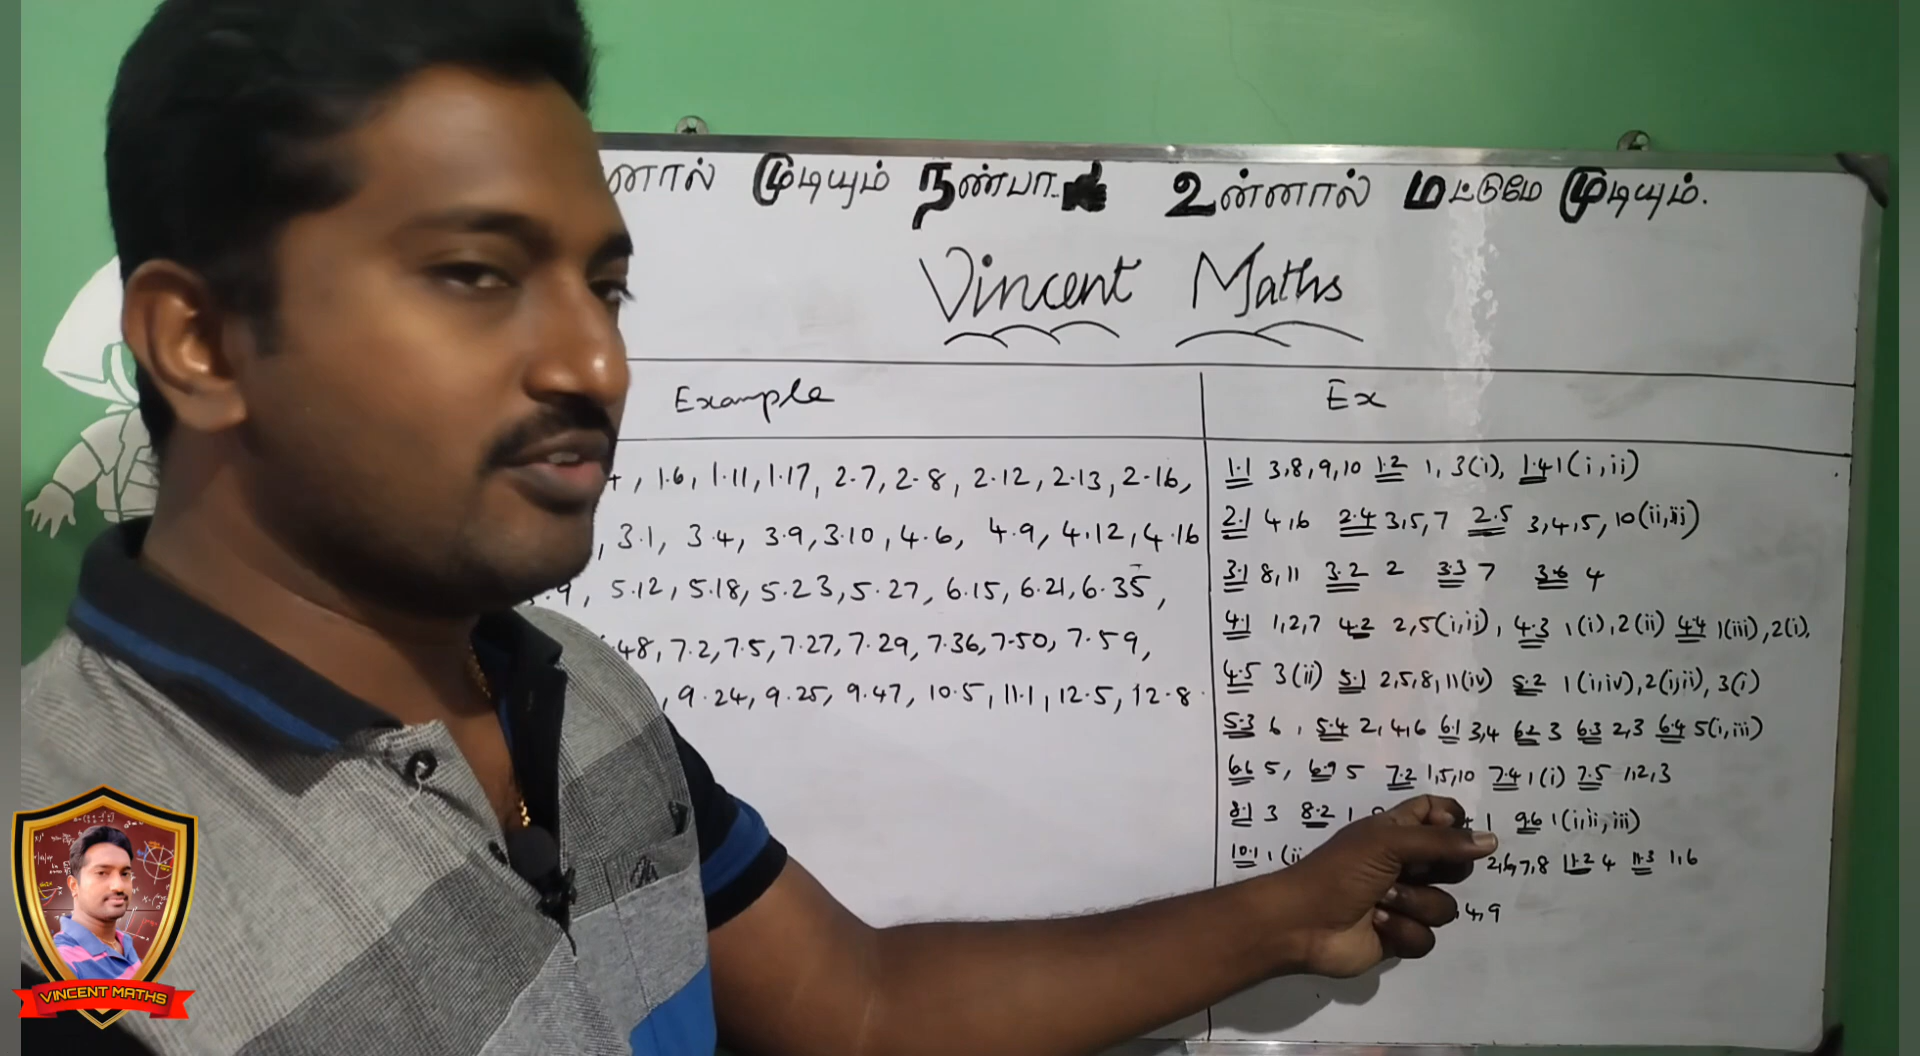 முடியும் நண்பா.. உன்னால் மட்டுமே முடியும்.
Vincent Maths
Example
Ex
, 1.6, 1.11, 1.17, 2.7, 2.8, 2.12, 2.13, 2.16,
, 3.1, 3.4, 3.9, 3.10, 4.6, 4.9, 4.12, 4.16
5.12, 5.18, 5.23, 5.27, 6.15, 6.21, 6.35,
7.2, 7.5, 7.27, 7.29, 7.36, 7.50, 7.59,
, 9.24, 9.25, 9.47, 10.5, 11.1, 12.5, 12.8
1.1 3,8,9,10 1.2 1, 3(i), 1.4 1(i,ii)
2.1 4,6 2.4 3,5,7 2.5 3,4,5,10(ii,iii)
3.1 8,11 3.2 2 3.3 7 3.6 4
4.1 1,2,7 4.2 2,5(i,ii), 4.3 1(i),2(ii) 4.4 1(iii),2(i),
4.5 3(ii) 5.1 2,5,8,11(iv) 5.2 1(i,iv),2(i,ii), 3(i)
5.3 6, 5.4 2,4,6 6.1 3,4 6.2 3 6.3 2,3 6.4 5(i,iii)
6.6 5, 6.9 5 7.2 1,5,10 7.4 1(i) 7.5 1,2,3
8.1 3 8.2 1 1 9.6 1(i,ii,iii)
10.1 1(ii 2,6,7,8 11.2 4 11.3 1,6
4,9
VINCENT MATHS